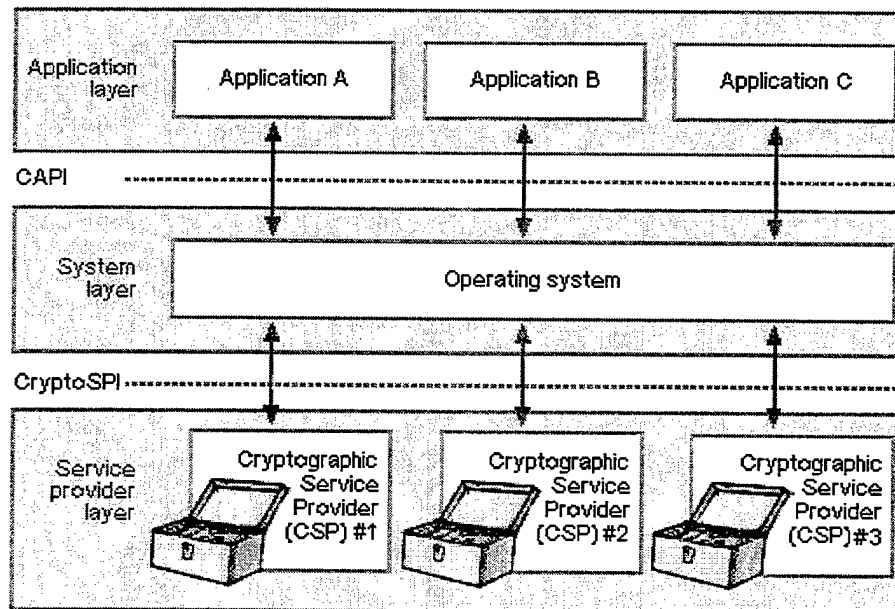 Application
layer
Application A
Application B
Application C
CAPI
System
layer
Operating system
CryptoSPI
Service
provider
layer
Cryptographic
Service
Provider
(CSP) #1
Cryptographic
Service
Provider
(CSP) #2
Cryptographic
Service
Provider
(CSP)#3